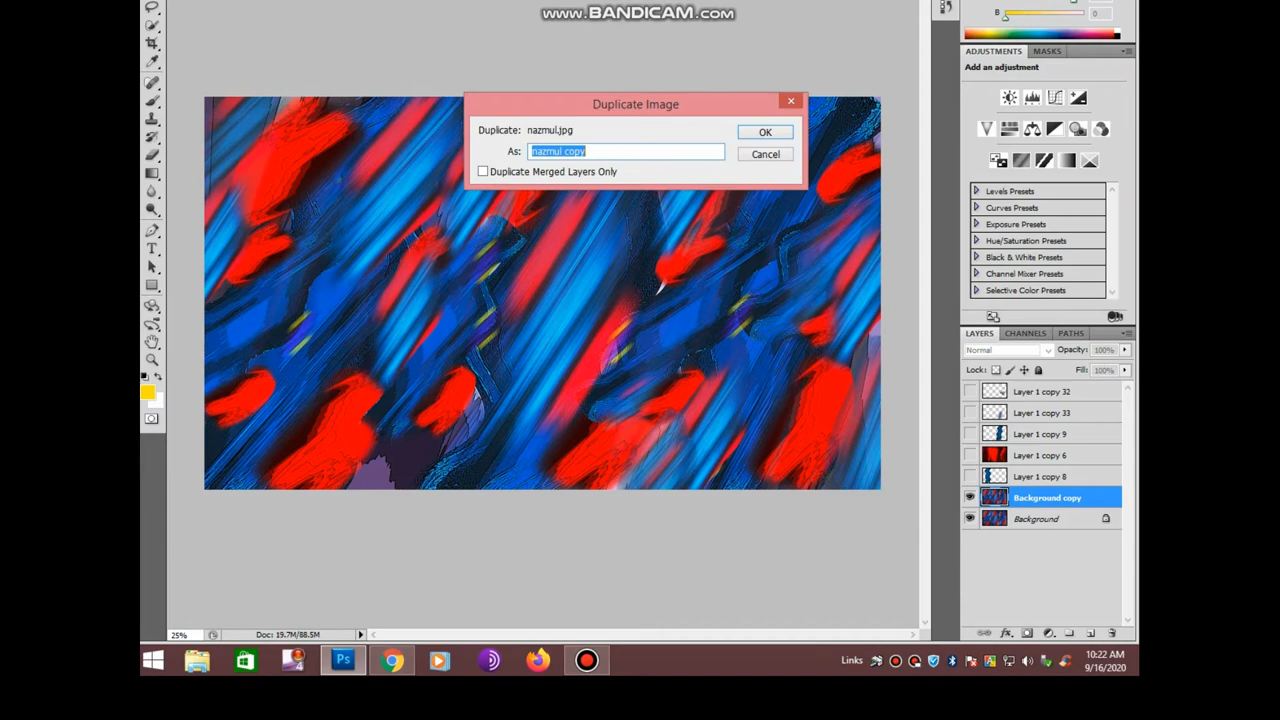 www.BANDICAM.com
B
0
ADJUSTMENTS MASKS
Add an adjustment
Duplicate Image
Duplicate: nazmul.jpg
OK
As: nazmul copy
Cancel
Duplicate Merged Layers Only
Levels Presets
Curves Presets
Exposure Presets
Hue/Saturation Presets
Black & White Presets
Channel Mixer Presets
Selective Color Presets
LAYERS CHANNELS PATHS
Normal Opacity: 100%
Lock: Fill: 100%
Layer 1 copy 32
Layer 1 copy 33
Layer 1 copy 9
Layer 1 copy 6
Layer 1 copy 8
Background copy
Background
25% Doc: 19.7M/88.5M
Ps
Links
10:22 AM
9/16/2020